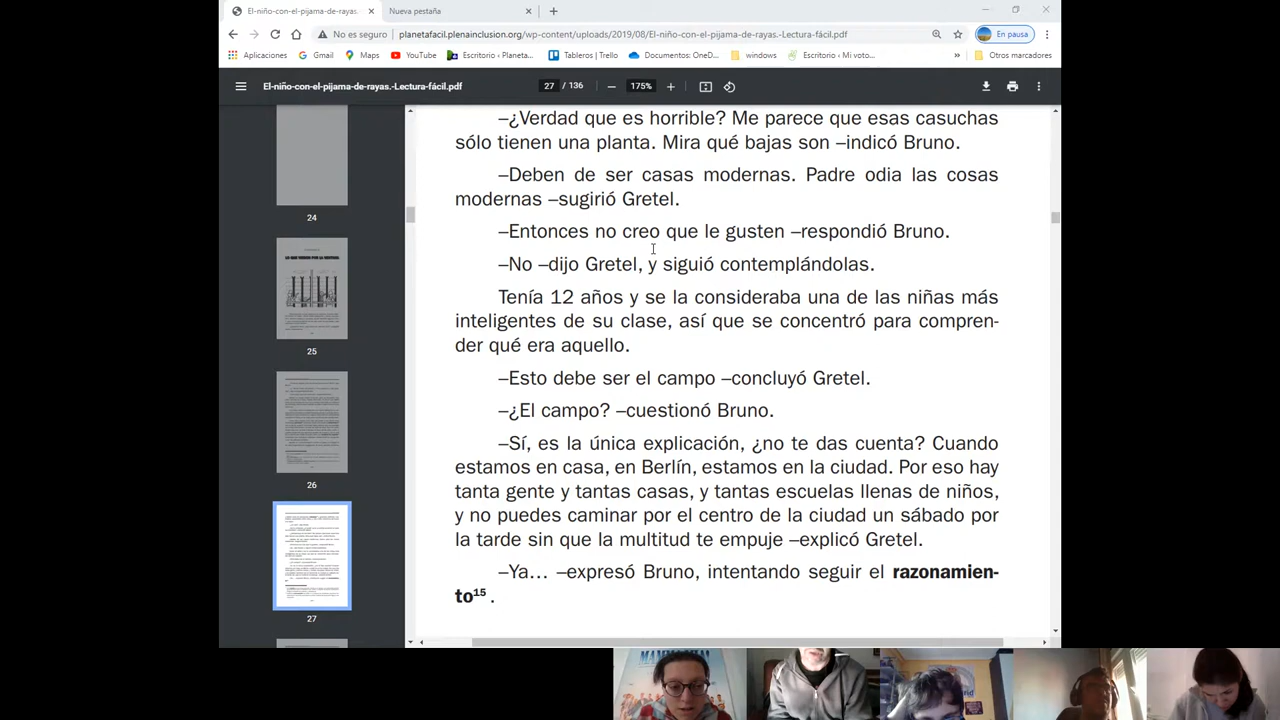 El-niño-con-el-pijama-de-rayas.
Nueva pestaña
No es seguro
planetafacil.plenainclusion.org/wp-content/uploads/2019/08/El-niño-con-el-pijama-de-rayas.-Lectura-fácil.pdf
En pausa
Aplicaciones
Gmail
Maps
YouTube
Escritorio < Planeta...
Tableros | Trello
Documentos: OneD...
windows
Escritorio ‹ Mi voto...
»
Otros marcadores
El-niño-con-el-pijama-de-rayas.-Lectura-fácil.pdf
27 / 136
175%
24
25
26
27
–¿Verdad que es horrible? Me parece que esas casuchas
sólo tienen una planta. Mira qué bajas son –indicó Bruno.
–Deben de ser casas modernas. Padre odia las cosas
modernas –sugirió Gretel.
–Entonces no creo que le gusten –respondió Bruno.
–No –dijo Gretel, y siguió contemplándolas.
Tenía 12 años y se la consideraba una de las niñas más
inteligentes de su clase, así que se concentró para compren-
der qué era aquello.
–Esto debe ser el campo –concluyó Gretel.
–¿El campo? –cuestionó Bruno.
–Sí, es la única explicación, ¿no te das cuenta? Cuando
estamos en casa, en Berlín, estamos en la ciudad. Por eso hay
tanta gente y tantas casas, y tantas escuelas llenas de niños,
y no puedes caminar por el centro de la ciudad un sábado por
la tarde sin que la multitud te empuje –explicó Gretel.
–Ya… –expresó Bruno, intentando seguir el razonamien-
to¹⁵ .